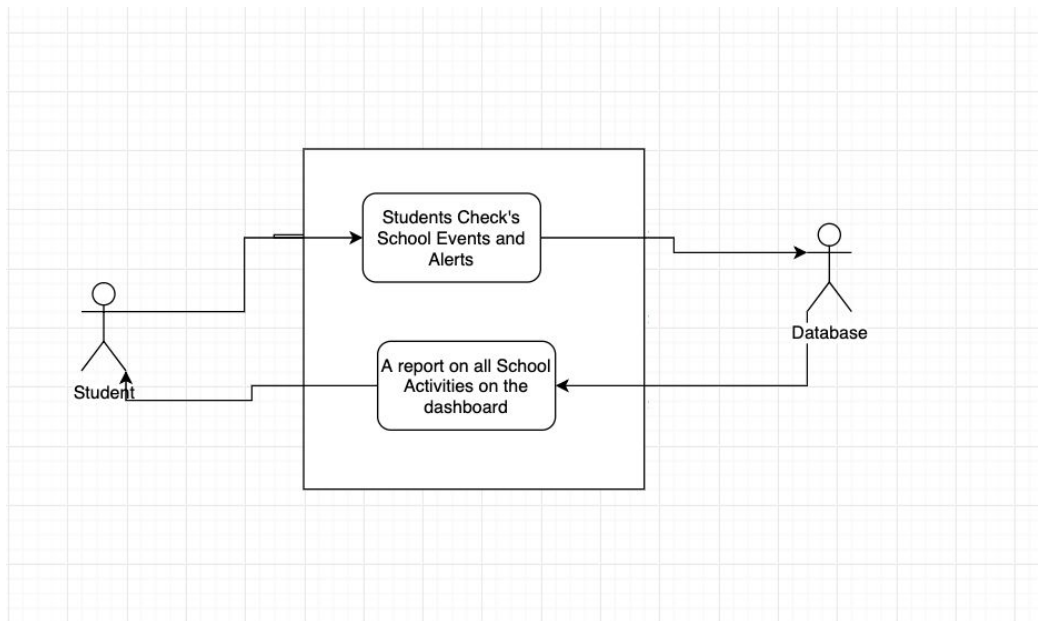 Students Check's
School Events and
Alerts
Database
A report on all School
Activities on the
dashboard
Student